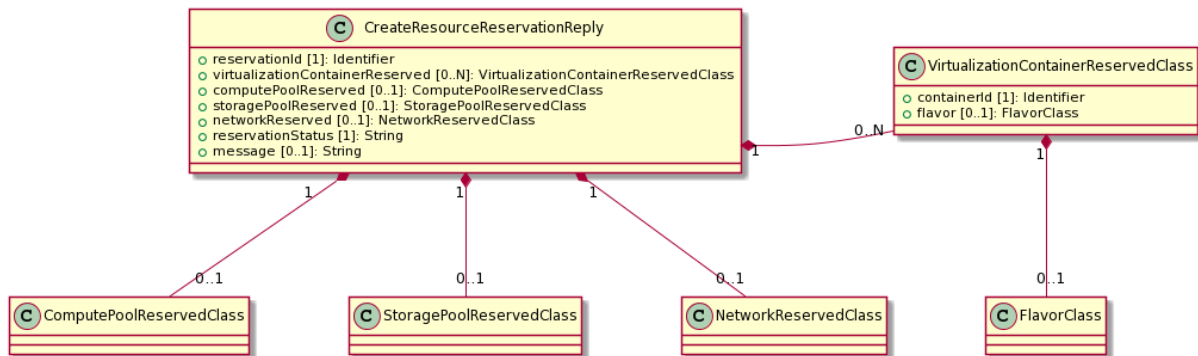 C CreateResourceReservationReply
reservationId [1]: Identifier
virtualizationContainerReserved [0..N]: VirtualizationContainerReservedClass
computePoolReserved [0..1]: ComputePoolReservedClass
storagePoolReserved [0..1]: StoragePoolReservedClass
networkReserved [0..1]: NetworkReservedClass
reservationStatus [1]: String
message [0..1]: String
C VirtualizationContainerReservedClass
containerId [1]: Identifier
flavor [0..1]: FlavorClass
0..N
1
1
1
1
1
0..1
0..1
0..1
0..1
C ComputePoolReservedClass
C StoragePoolReservedClass
C NetworkReservedClass
C FlavorClass